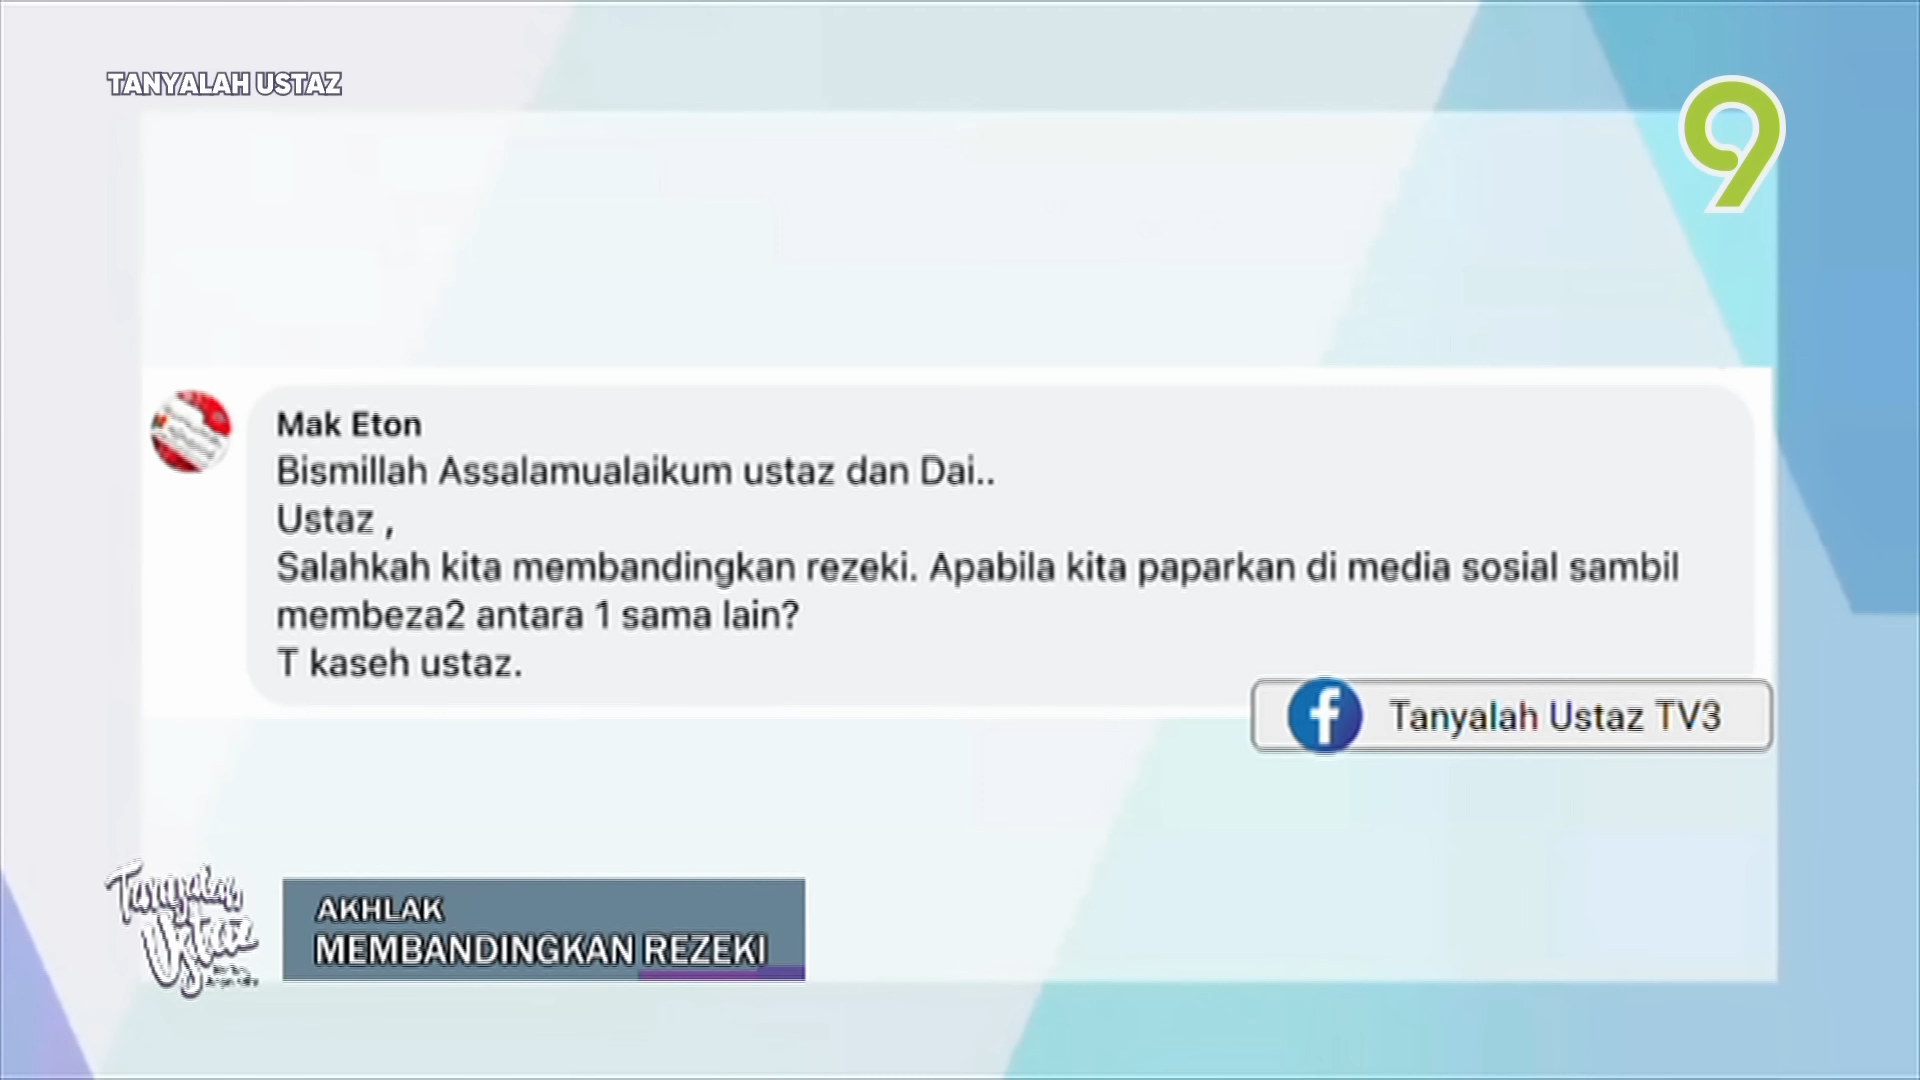 TANYALAH USTAZ
9
Mak Eton
Bismillah Assalamualaikum ustaz dan Dai..
Ustaz ,
Salahkah kita membandingkan rezeki. Apabila kita paparkan di media sosial sambil
membeza2 antara 1 sama lain?
T kaseh ustaz.
f Tanyalah Ustaz TV3
Tanyalah
Ustaz
AKHLAK
MEMBANDINGKAN REZEKI